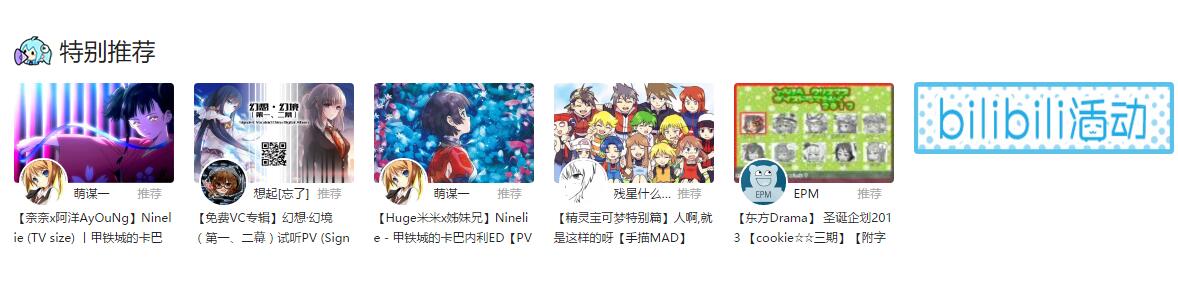 特别推荐
幻想·幻境
(第一、二幕)
萌谋一 推荐
想起[忘了] 推荐
萌谋一 推荐
残星什么... 推荐
EPM
EPM 推荐
【奈奈x阿洋AyOuNg】Ninel
ie (TV size) 丨甲铁城的卡巴
【免费VC专辑】幻想·幻境
(第一、二幕) 试听PV (Sign
【Huge米米x姊妹兄】Nineli
e - 甲铁城的卡巴内利ED【PV
【精灵宝可梦特别篇】人啊,就
是这样的呀【手描MAD】
【东方Drama】 圣诞企划201
3 【cookie☆☆三期】【附字
bilibili活动